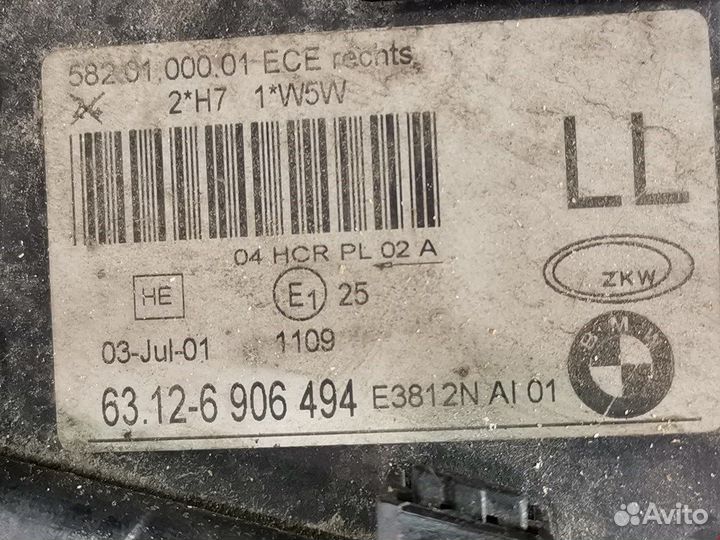 582.01.000.01 ECE rechts
2*H7 1*W5W
LL
04 HCR PL 02 A
HE E1 25
ZKW
03-Jul-01 1109
BMW
63.12-6 906 494 E3812N AI 01
Avito